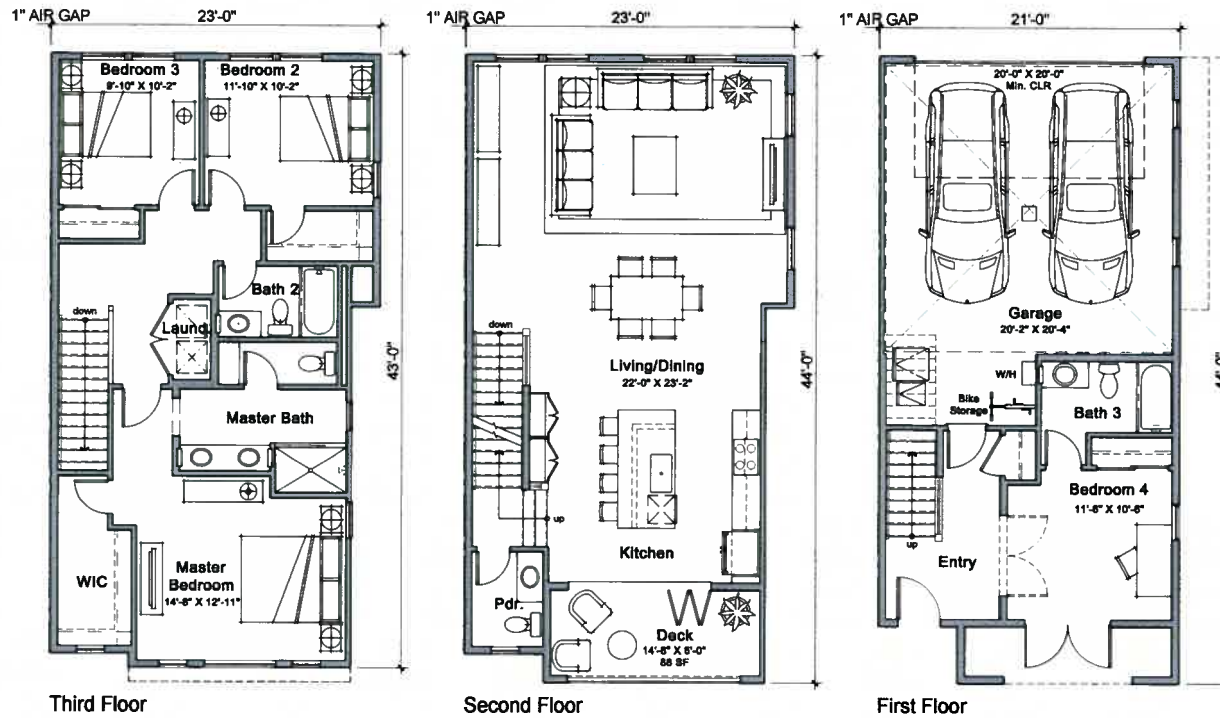 1" AIR GAP
23'-0"
Bedroom 3
9'-10" X 10'-2"
Bedroom 2
11'-10" X 10'-2"
Bath 2
down
Laund.
43'-0"
Master Bath
Master
Bedroom
14'-8" X 12'-11"
WIC
Third Floor
1" AIR GAP
23'-0"
down
Living/Dining
22'-0" X 23'-2"
44'-0"
up
Kitchen
Pdr.
Deck
14'-6" X 6'-0"
88 SF
Second Floor
1" AIR GAP
21'-0"
20'-0" X 20'-0"
Min. CLR
Garage
20'-2" X 20'-4"
44'-0"
W/H
Bike
Storage
Bath 3
Bedroom 4
11'-6" X 10'-6"
up
Entry
First Floor